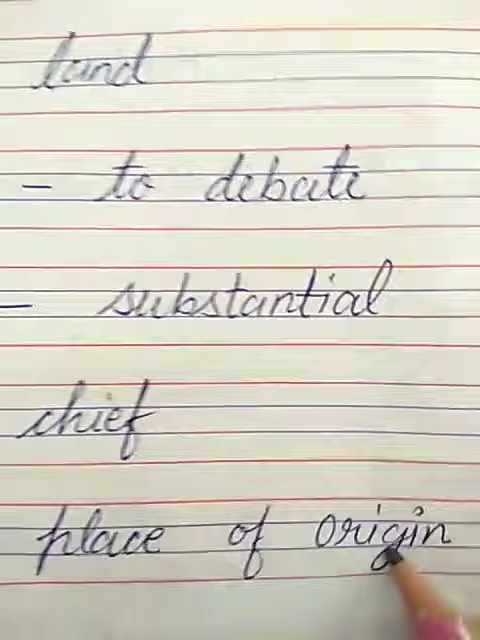 land
- to debate
- substantial
chief
place of origin